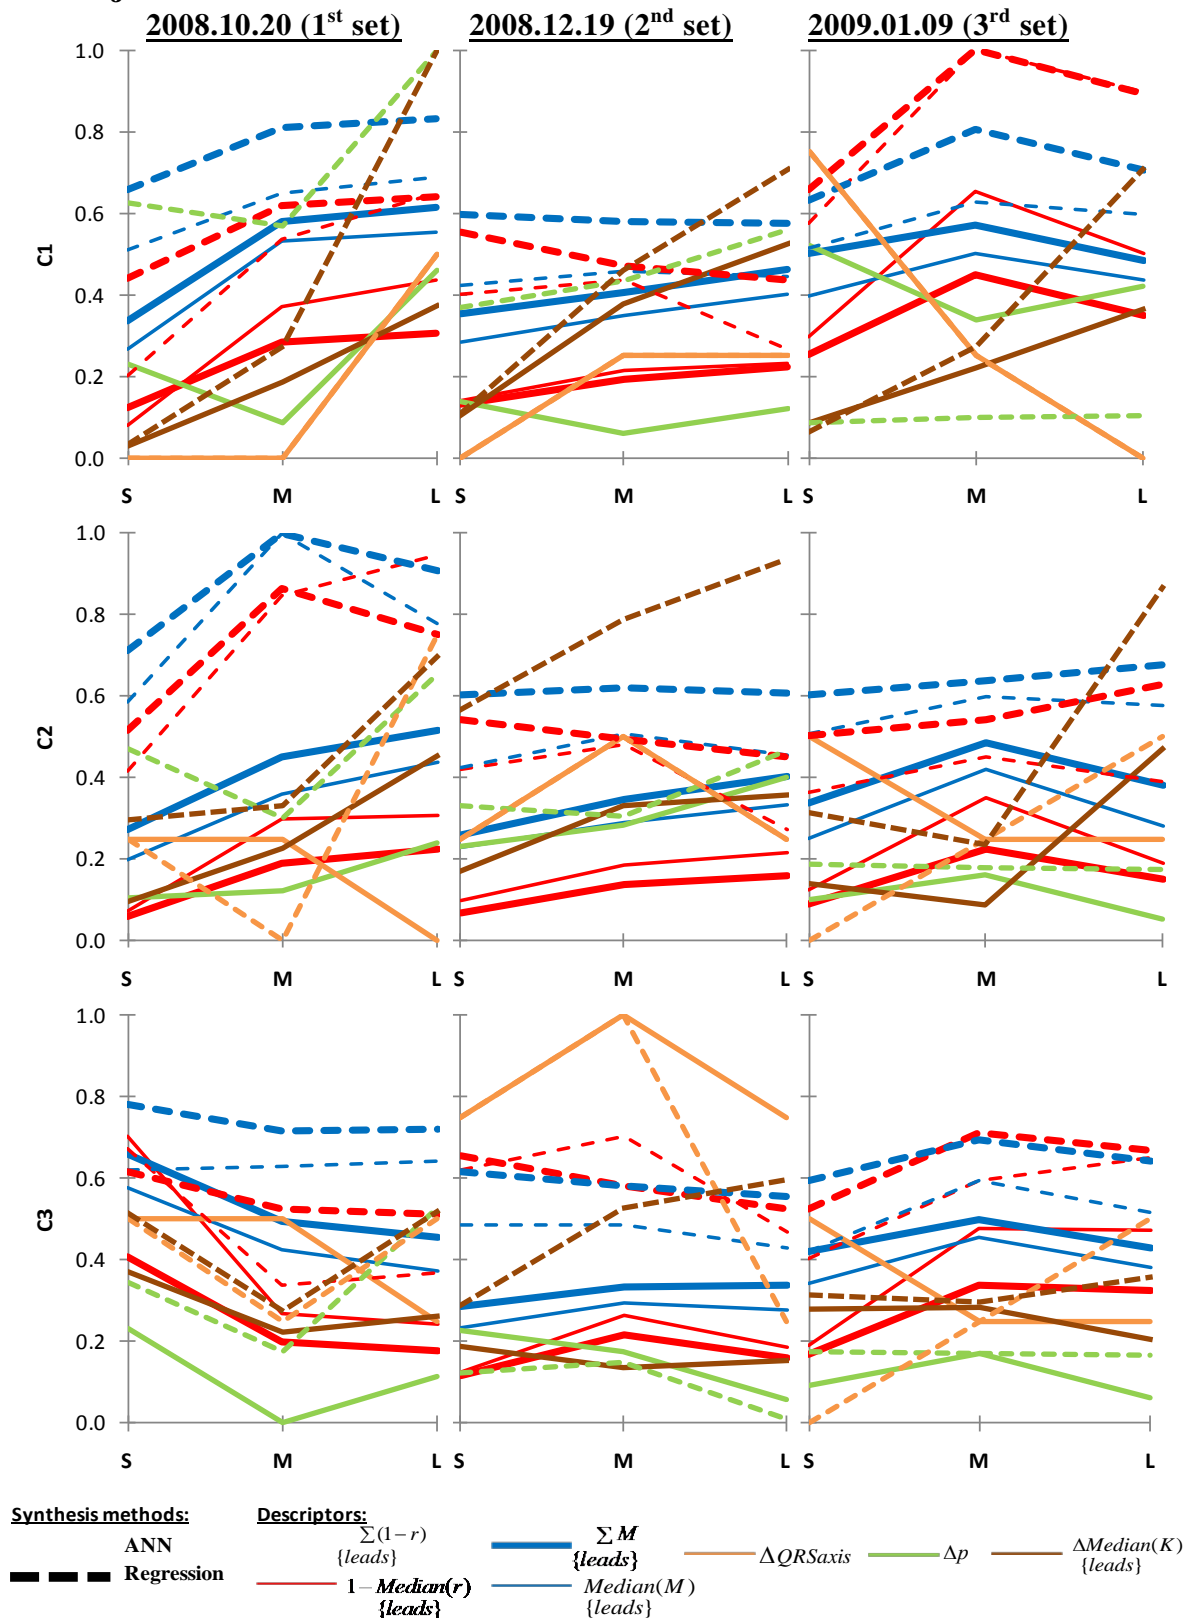 2008.10.20 (1st set) 2008.12.19 (2nd set) 2009.01.09 (3rd set)
1.0
0.8
0.6
C1
0.4
0.2
0.0
S M L S M L S M L
1.0
0.8
0.6
C2
0.4
0.2
0.0
S M L S M L S M L
1.0
0.8
0.6
C3
0.4
0.2
0.0
S M L S M L S M L
Synthesis methods: Descriptors:
ANN ∑(1−r) ∑M ΔQRSaxis Δp ΔMedian(K)
{leads} {leads} {leads}
Regression 1−Median(r) Median(M)
{leads} {leads}